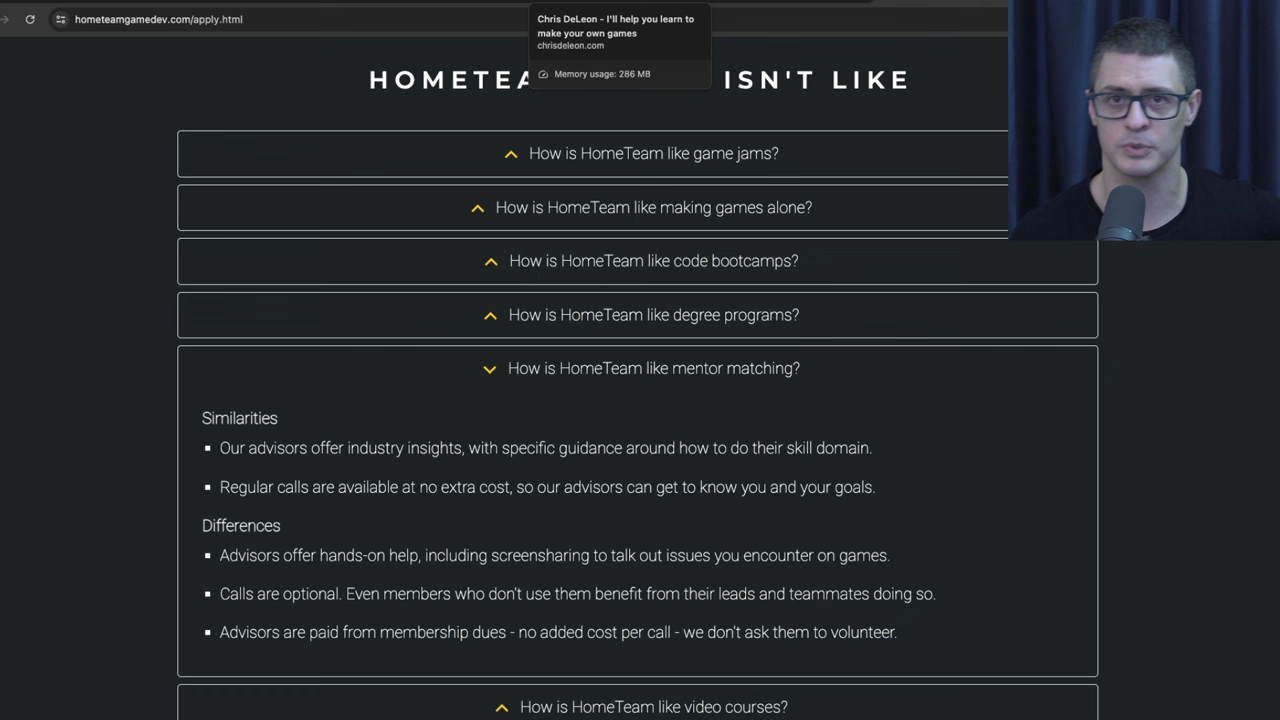 hometeamgamedev.com/apply.html
Chris DeLeon - I'll help you learn to
make your own games
chrisdeleon.com
Memory usage: 286 MB
HOMETEA ISN'T LIKE
How is HomeTeam like game jams?
How is HomeTeam like making games alone?
How is HomeTeam like code bootcamps?
How is HomeTeam like degree programs?
How is HomeTeam like mentor matching?
Similarities
Our advisors offer industry insights, with specific guidance around how to do their skill domain.
Regular calls are available at no extra cost, so our advisors can get to know you and your goals.
Differences
Advisors offer hands-on help, including screensharing to talk out issues you encounter on games.
Calls are optional. Even members who don't use them benefit from their leads and teammates doing so.
Advisors are paid from membership dues - no added cost per call - we don't ask them to volunteer.
How is HomeTeam like video courses?